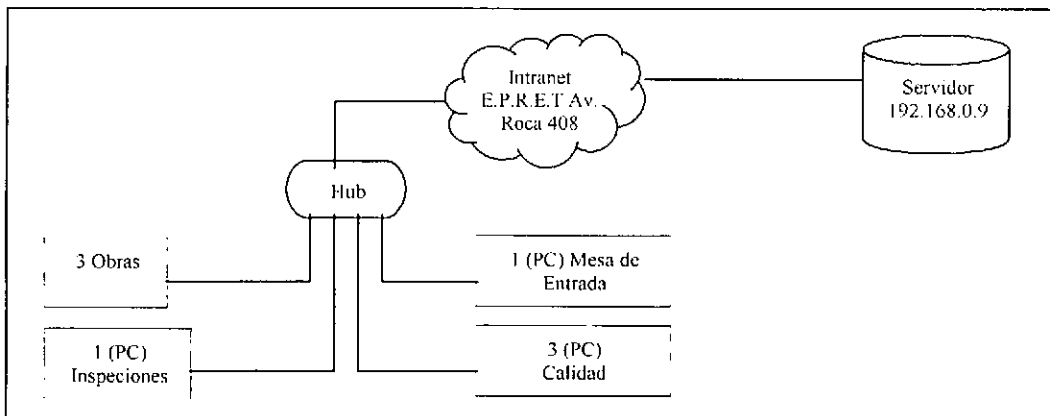 Intranet
E.P.R.E.T Av.
Roca 408
Servidor
192.168.0.9
Hub
3 Obras
1 (PC) Mesa de
Entrada
1 (PC)
Inspeciones
3 (PC)
Calidad